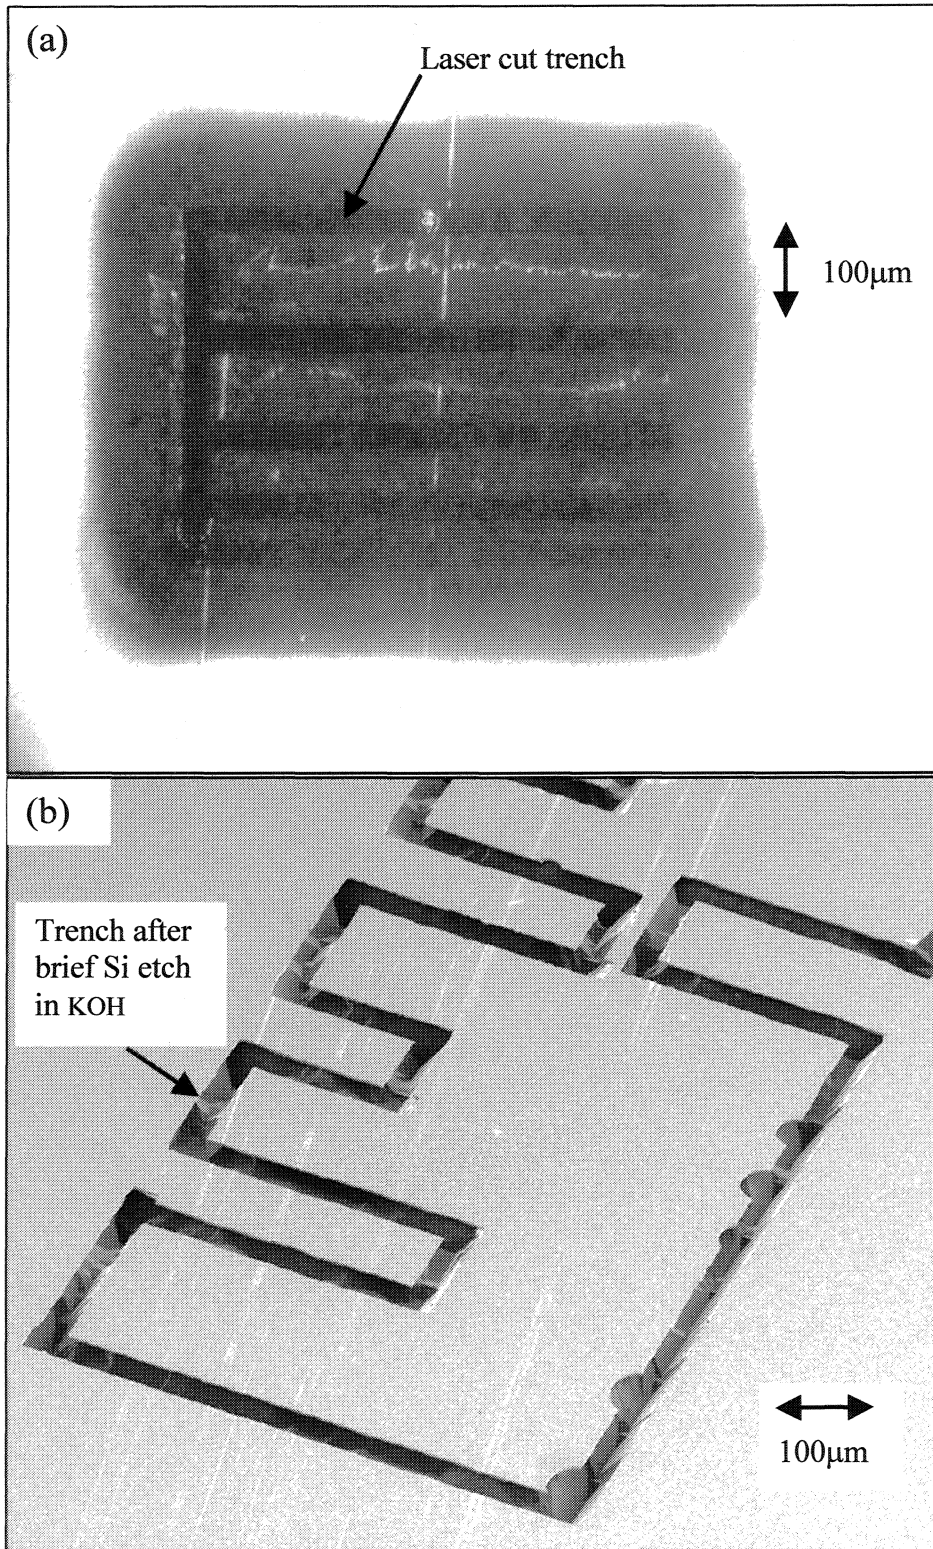 (a)
Laser cut trench
100μm
(b)
Trench after
brief Si etch
in KOH
100μm